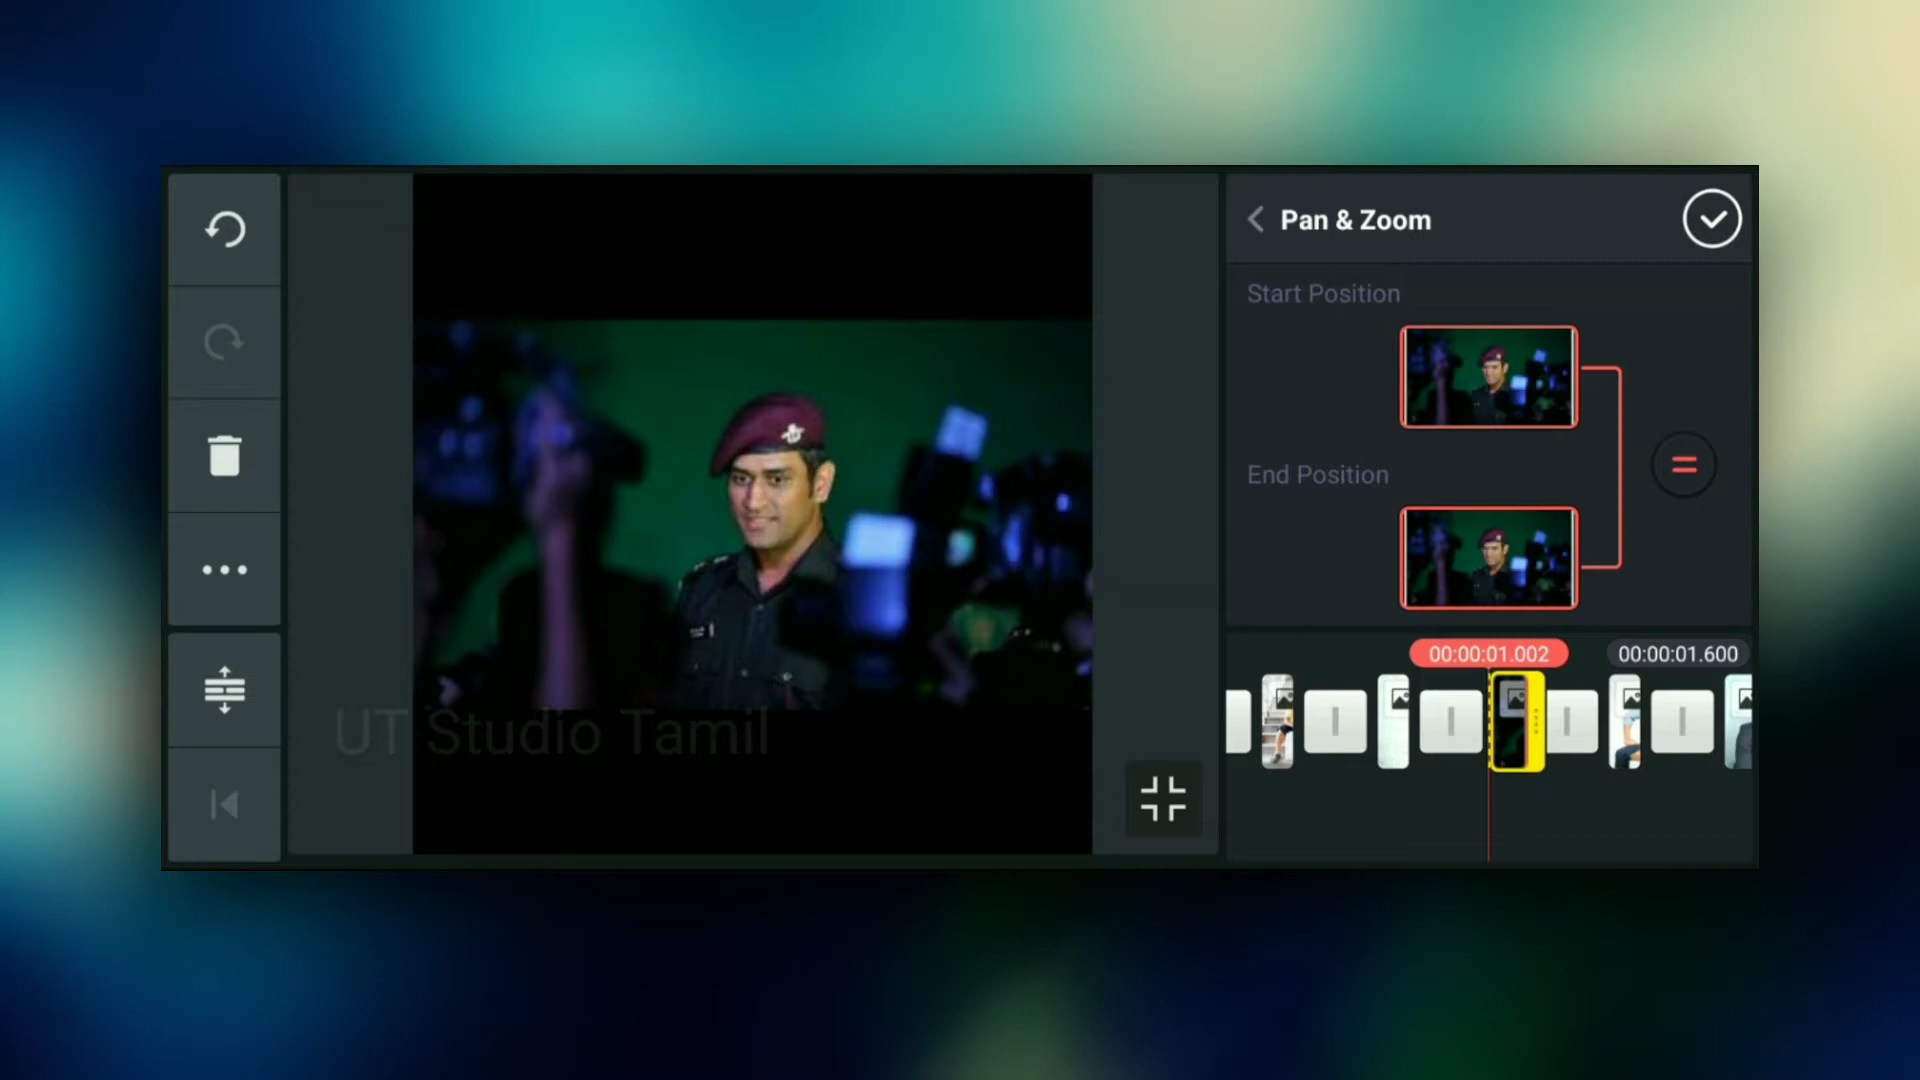 Pan & Zoom
Start Position
End Position
00:00:01.002
00:00:01.600
UT Studio Tamil